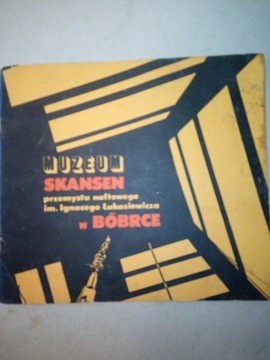 MUZEUM
SKANSEN
przemysłu naftowego
im. Ignacego Łukasiewicza
w BÓBRCE